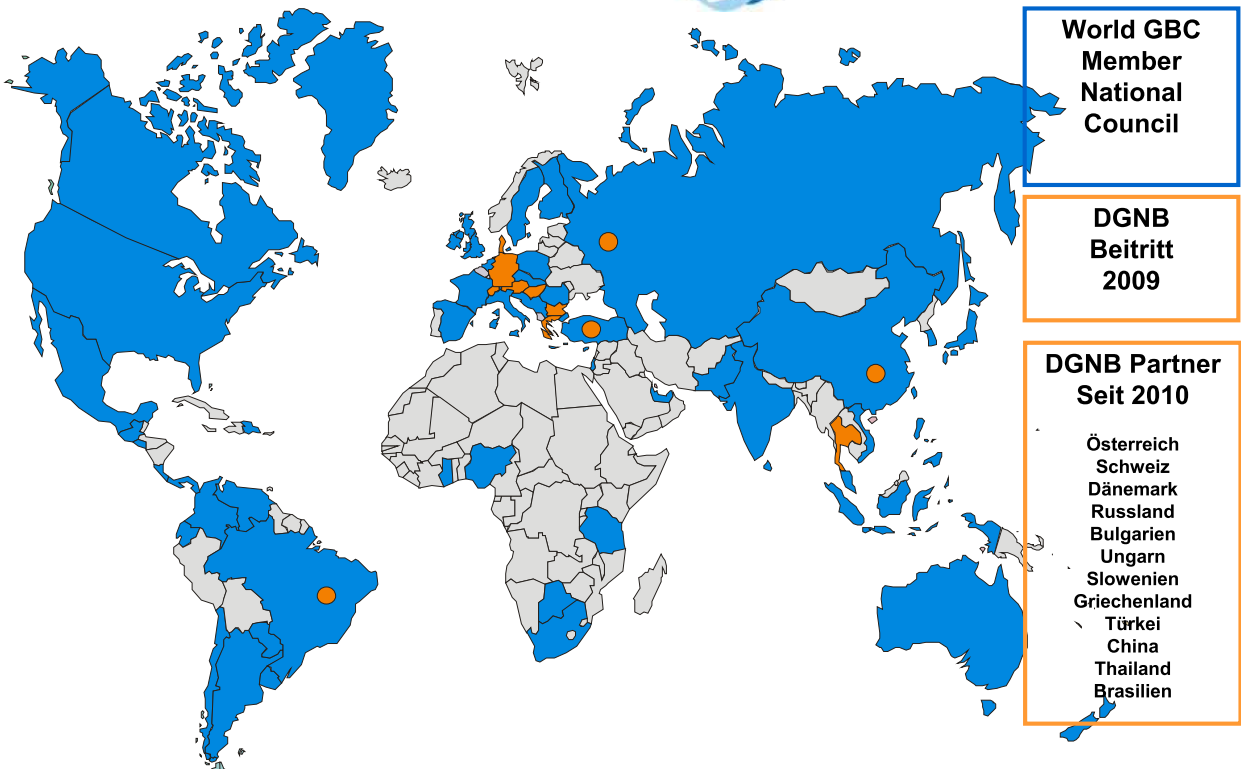 World GBC
Member
National
Council
DGNB
Beitritt
2009
DGNB Partner
Seit 2010
Österreich
Schweiz
Dänemark
Russland
Bulgarien
Ungarn
Slowenien
Griechenland
Türkei
China
Thailand
Brasilien